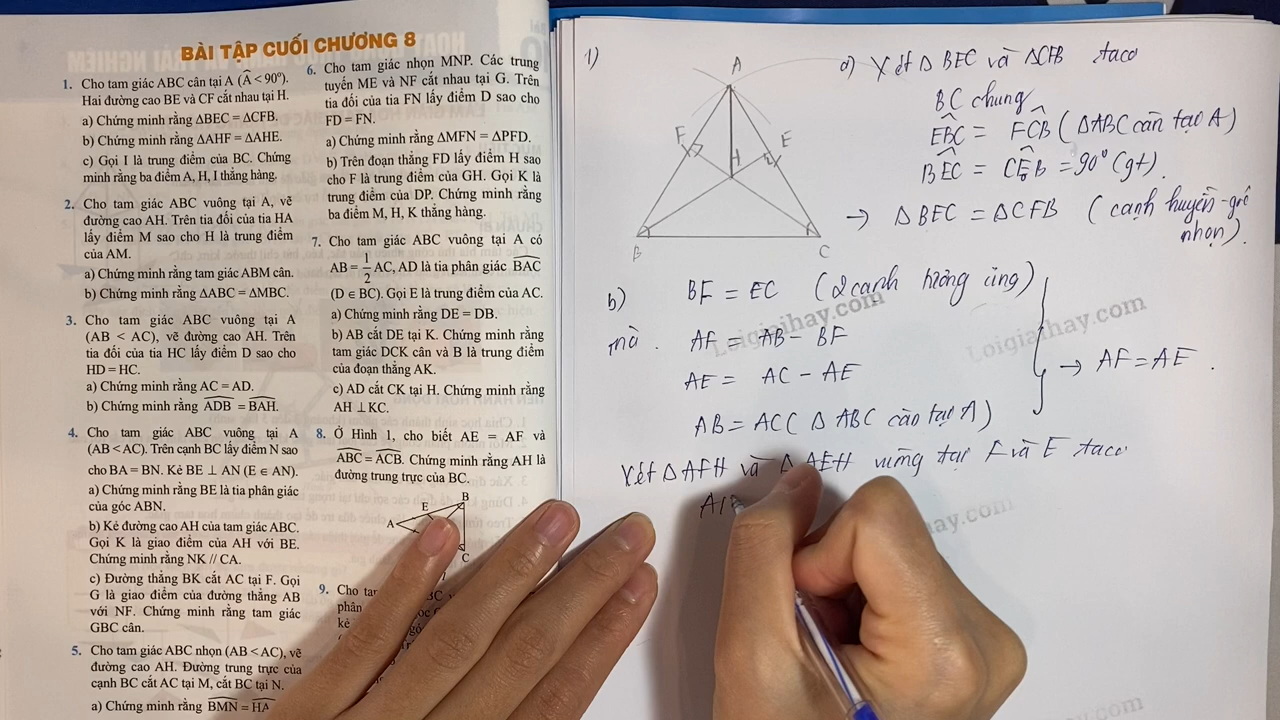 BÀI TẬP CUỐI CHƯƠNG 8
1. Cho tam giác ABC cân tại A (Â < 90°).
Hai đường cao BE và CF cắt nhau tại H.
a) Chứng minh rằng ΔBEC = ΔCFB.
b) Chứng minh rằng ΔAHF = ΔAHE.
c) Gọi I là trung điểm của BC. Chứng
minh rằng ba điểm A, H, I thẳng hàng.
2. Cho tam giác ABC vuông tại A, vẽ
đường cao AH. Trên tia đối của tia HA
lấy điểm M sao cho H là trung điểm
của AM.
a) Chứng minh rằng tam giác ABM cân.
b) Chứng minh rằng ΔABC = ΔMBC.
3. Cho tam giác ABC vuông tại A
(AB < AC), vẽ đường cao AH. Trên
tia đối của tia HC lấy điểm D sao cho
HD = HC.
a) Chứng minh rằng AC = AD.
b) Chứng minh rằng ADB = BAH.
4. Cho tam giác ABC vuông tại A
(AB < AC). Trên cạnh BC lấy điểm N sao
cho BA = BN. Kẻ BE ⊥ AN (E ∈ AN).
a) Chứng minh rằng BE là tia phân giác
của góc ABN.
b) Kẻ đường cao AH của tam giác ABC.
Gọi K là giao điểm của AH với BE.
Chứng minh rằng NK // CA.
c) Đường thẳng BK cắt AC tại F. Gọi
G là giao điểm của đường thẳng AB
với NF. Chứng minh rằng tam giác
GBC cân.
5. Cho tam giác ABC nhọn (AB < AC), vẽ
đường cao AH. Đường trung trực của
cạnh BC cắt AC tại M, cắt BC tại N.
a) Chứng minh rằng BMN = HA
6. Cho tam giác nhọn MNP. Các trung
tuyến ME và NF cắt nhau tại G. Trên
tia đối của tia FN lấy điểm D sao cho
FD = FN.
a) Chứng minh rằng ΔMFN = ΔPFD.
b) Trên đoạn thẳng FD lấy điểm H sao
cho F là trung điểm của GH. Gọi K là
trung điểm của DP. Chứng minh rằng
ba điểm M, H, K thẳng hàng.
7. Cho tam giác ABC vuông tại A có
AB = 1/2 AC, AD là tia phân giác BAC
(D ∈ BC). Gọi E là trung điểm của AC.
a) Chứng minh rằng DE = DB.
b) AB cắt DE tại K. Chứng minh rằng
tam giác DCK cân và B là trung điểm
của đoạn thẳng AK.
c) AD cắt CK tại H. Chứng minh rằng
AH ⊥ KC.
8. Ở Hình 1, cho biết AE = AF và
ABC = ACB. Chứng minh rằng AH là
đường trung trực của BC.
B
E
A
C
9. Cho
phân
kẻ
1)
A
F
E
H
B
C
a) Xét Δ BEC và ΔCFB taco
BC chung
EBC = FCB (ΔABC cân tại A)
BEC = CFB = 90° (gt).
→ ΔBEC = ΔCFB (cạnh huyền - góc
nhọn).
b) BF = EC (2 cạnh tương ứng)
mà. AF = AB - BF
AE = AC - AE
→ AF = AE.
AB = AC (ΔABC cân tại A)
Xét ΔAFH và ΔAEH vuông tại F và E taco
Loigiaihay.com
Loigiaihay.com